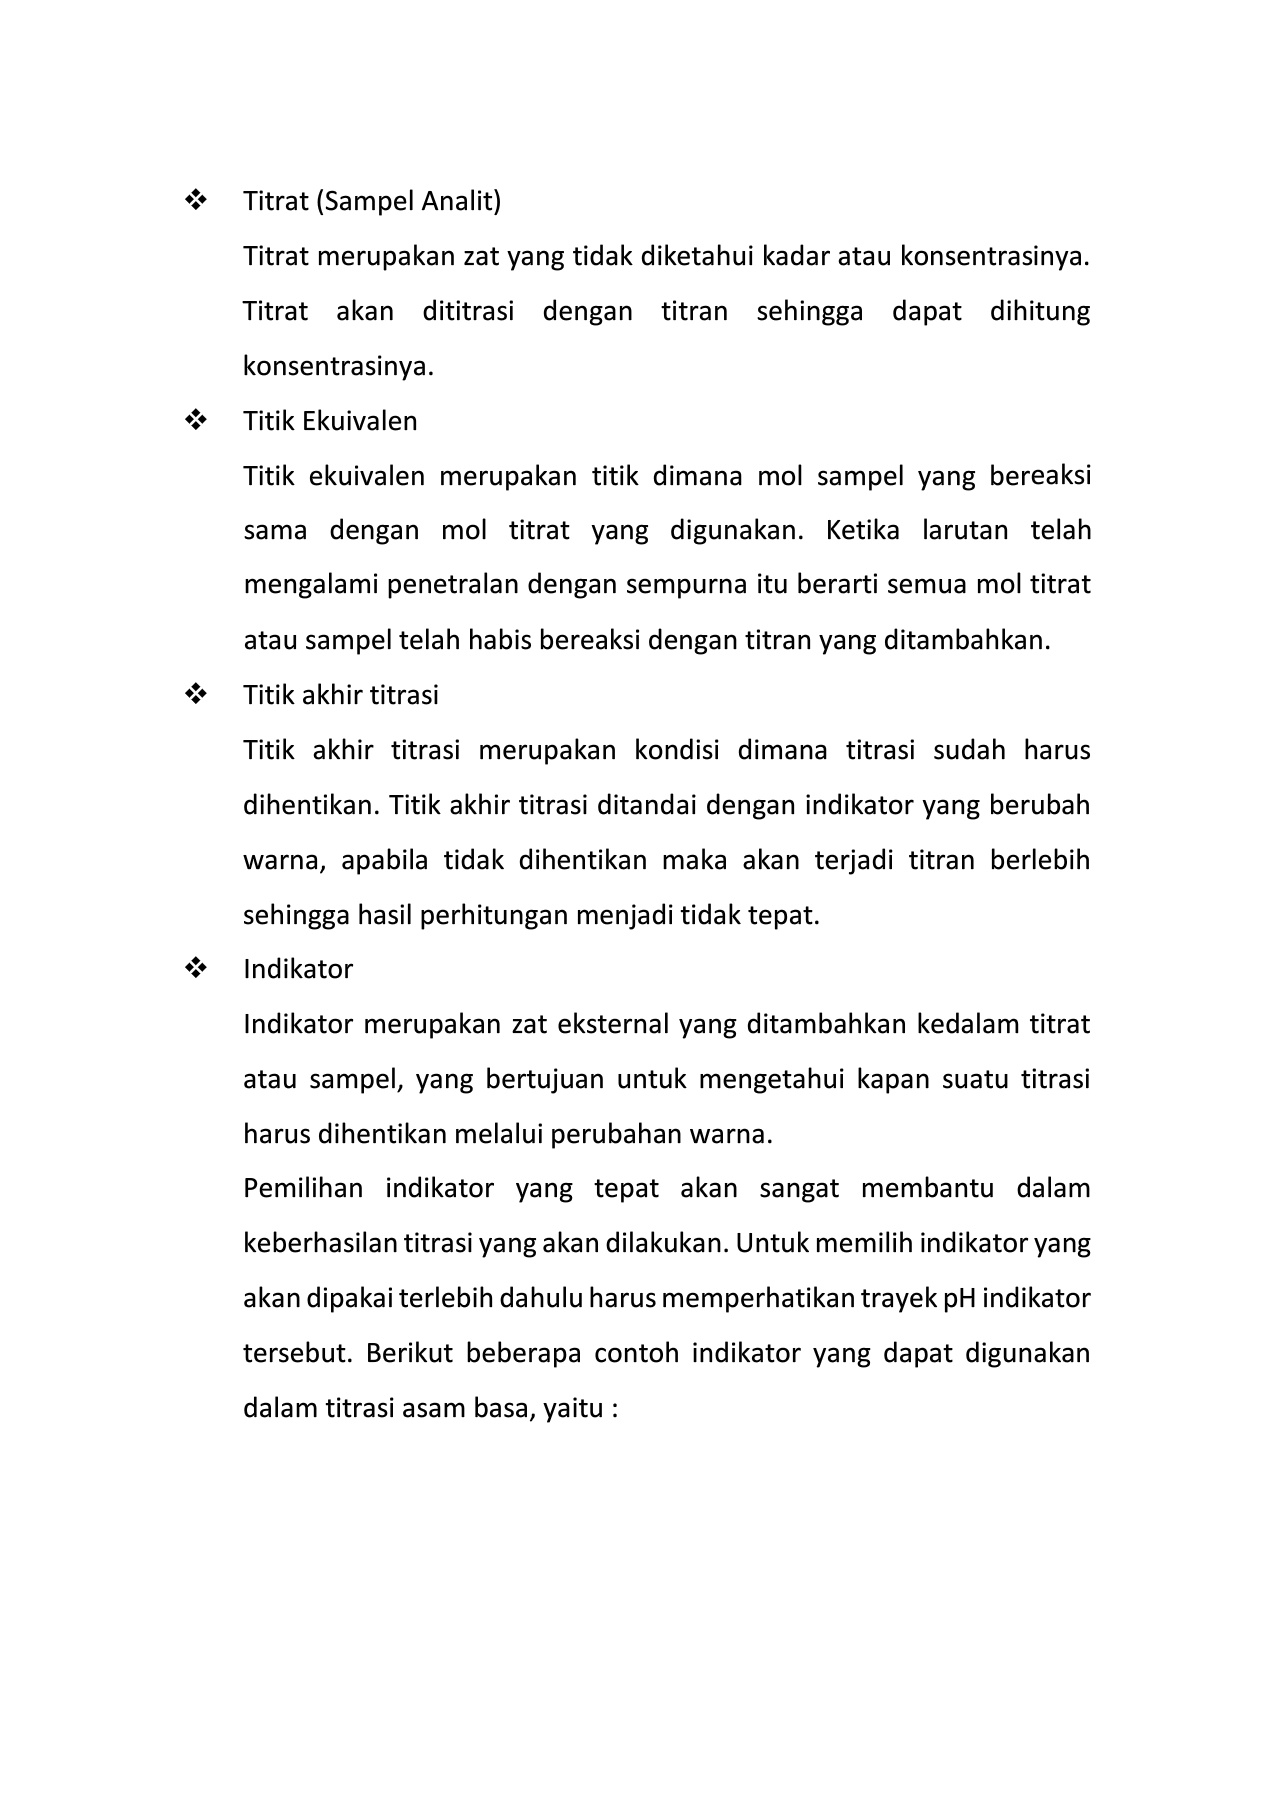 ❖ Titrat (Sampel Analit)
Titrat merupakan zat yang tidak diketahui kadar atau konsentrasinya.
Titrat akan dititrasi dengan titran sehingga dapat dihitung
konsentrasinya.
❖ Titik Ekuivalen
Titik ekuivalen merupakan titik dimana mol sampel yang bereaksi
sama dengan mol titrat yang digunakan. Ketika larutan telah
mengalami penetralan dengan sempurna itu berarti semua mol titrat
atau sampel telah habis bereaksi dengan titran yang ditambahkan.
❖ Titik akhir titrasi
Titik akhir titrasi merupakan kondisi dimana titrasi sudah harus
dihentikan. Titik akhir titrasi ditandai dengan indikator yang berubah
warna, apabila tidak dihentikan maka akan terjadi titran berlebih
sehingga hasil perhitungan menjadi tidak tepat.
❖ Indikator
Indikator merupakan zat eksternal yang ditambahkan kedalam titrat
atau sampel, yang bertujuan untuk mengetahui kapan suatu titrasi
harus dihentikan melalui perubahan warna.
Pemilihan indikator yang tepat akan sangat membantu dalam
keberhasilan titrasi yang akan dilakukan. Untuk memilih indikator yang
akan dipakai terlebih dahulu harus memperhatikan trayek pH indikator
tersebut. Berikut beberapa contoh indikator yang dapat digunakan
dalam titrasi asam basa, yaitu :